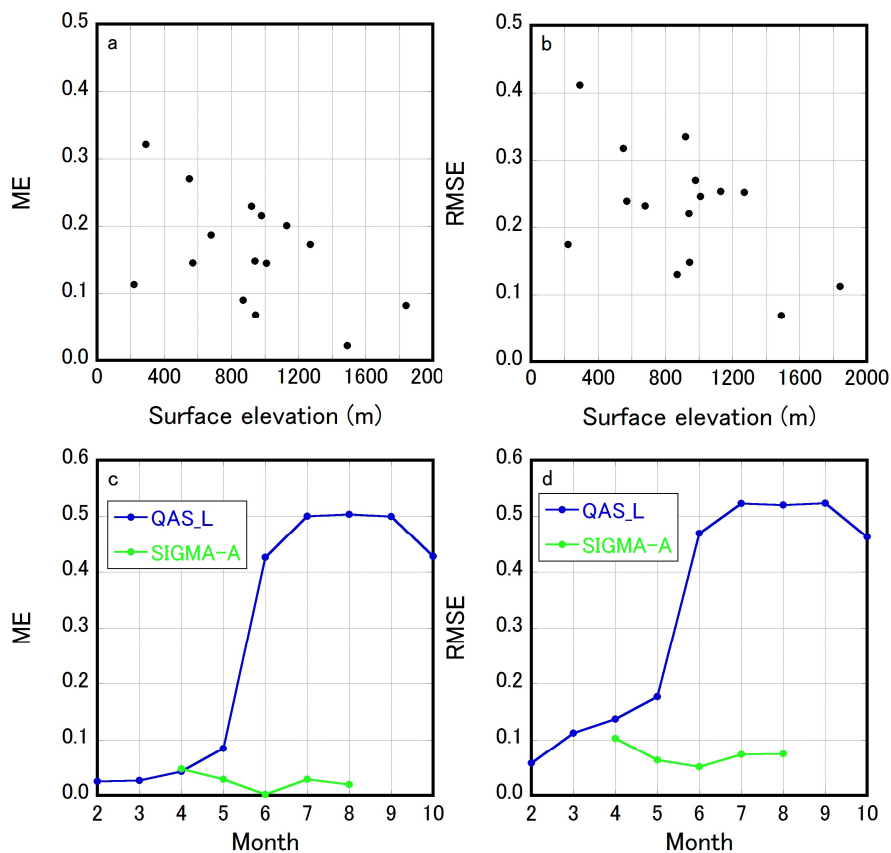 a
0.5
0.4
0.3
0.2
0.1
0.0
ME
0 400 800 1200 1600 200
Surface elevation (m)
b
0.5
0.4
0.3
0.2
0.1
0.0
RMSE
0 400 800 1200 1600 2000
Surface elevation (m)
c
0.6
0.5
0.4
0.3
0.2
0.1
0.0
ME
QAS_L
SIGMA-A
2 3 4 5 6 7 8 9 10
Month
d
0.6
0.5
0.4
0.3
0.2
0.1
0.0
RMSE
QAS_L
SIGMA-A
2 3 4 5 6 7 8 9 10
Month